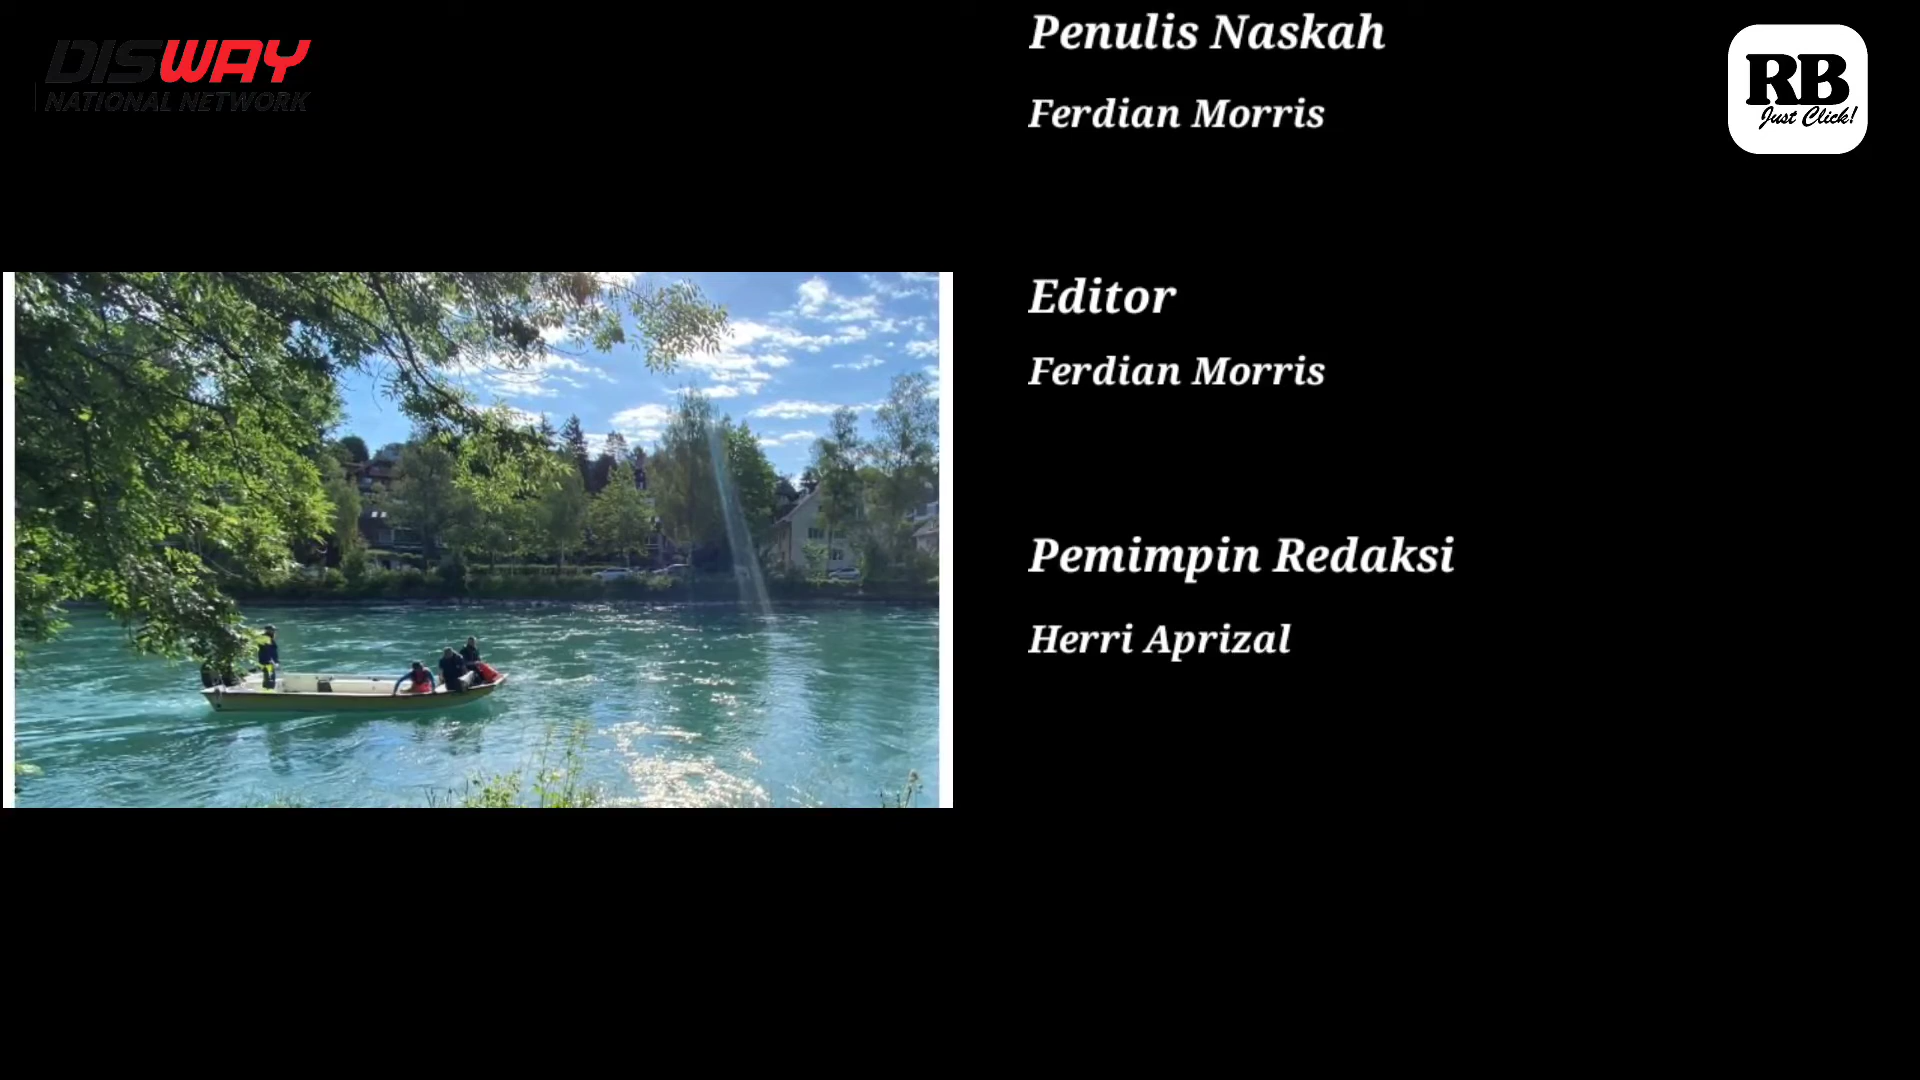 DISWAY
NATIONAL NETWORK
RB
Just Click!
Penulis Naskah
Ferdian Morris
Editor
Ferdian Morris
Pemimpin Redaksi
Herri Aprizal